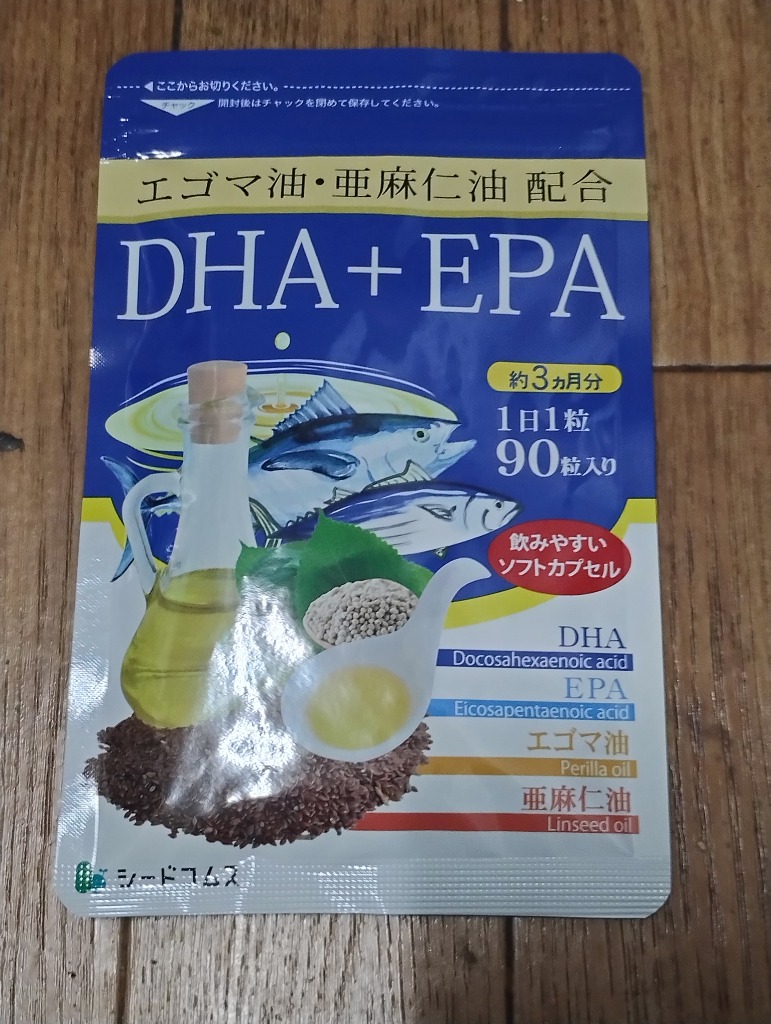 ここからお切りください。
チャック 開封後はチャックを閉めて保存してください。
エゴマ油・亜麻仁油 配合
DHA+EPA
約3ヵ月分
1日1粒
90粒入り
飲みやすい
ソフトカプセル
DHA
Docosahexaenoic acid
EPA
Eicosapentaenoic acid
エゴマ油
Perilla oil
亜麻仁油
Linseed oil
シードコムス